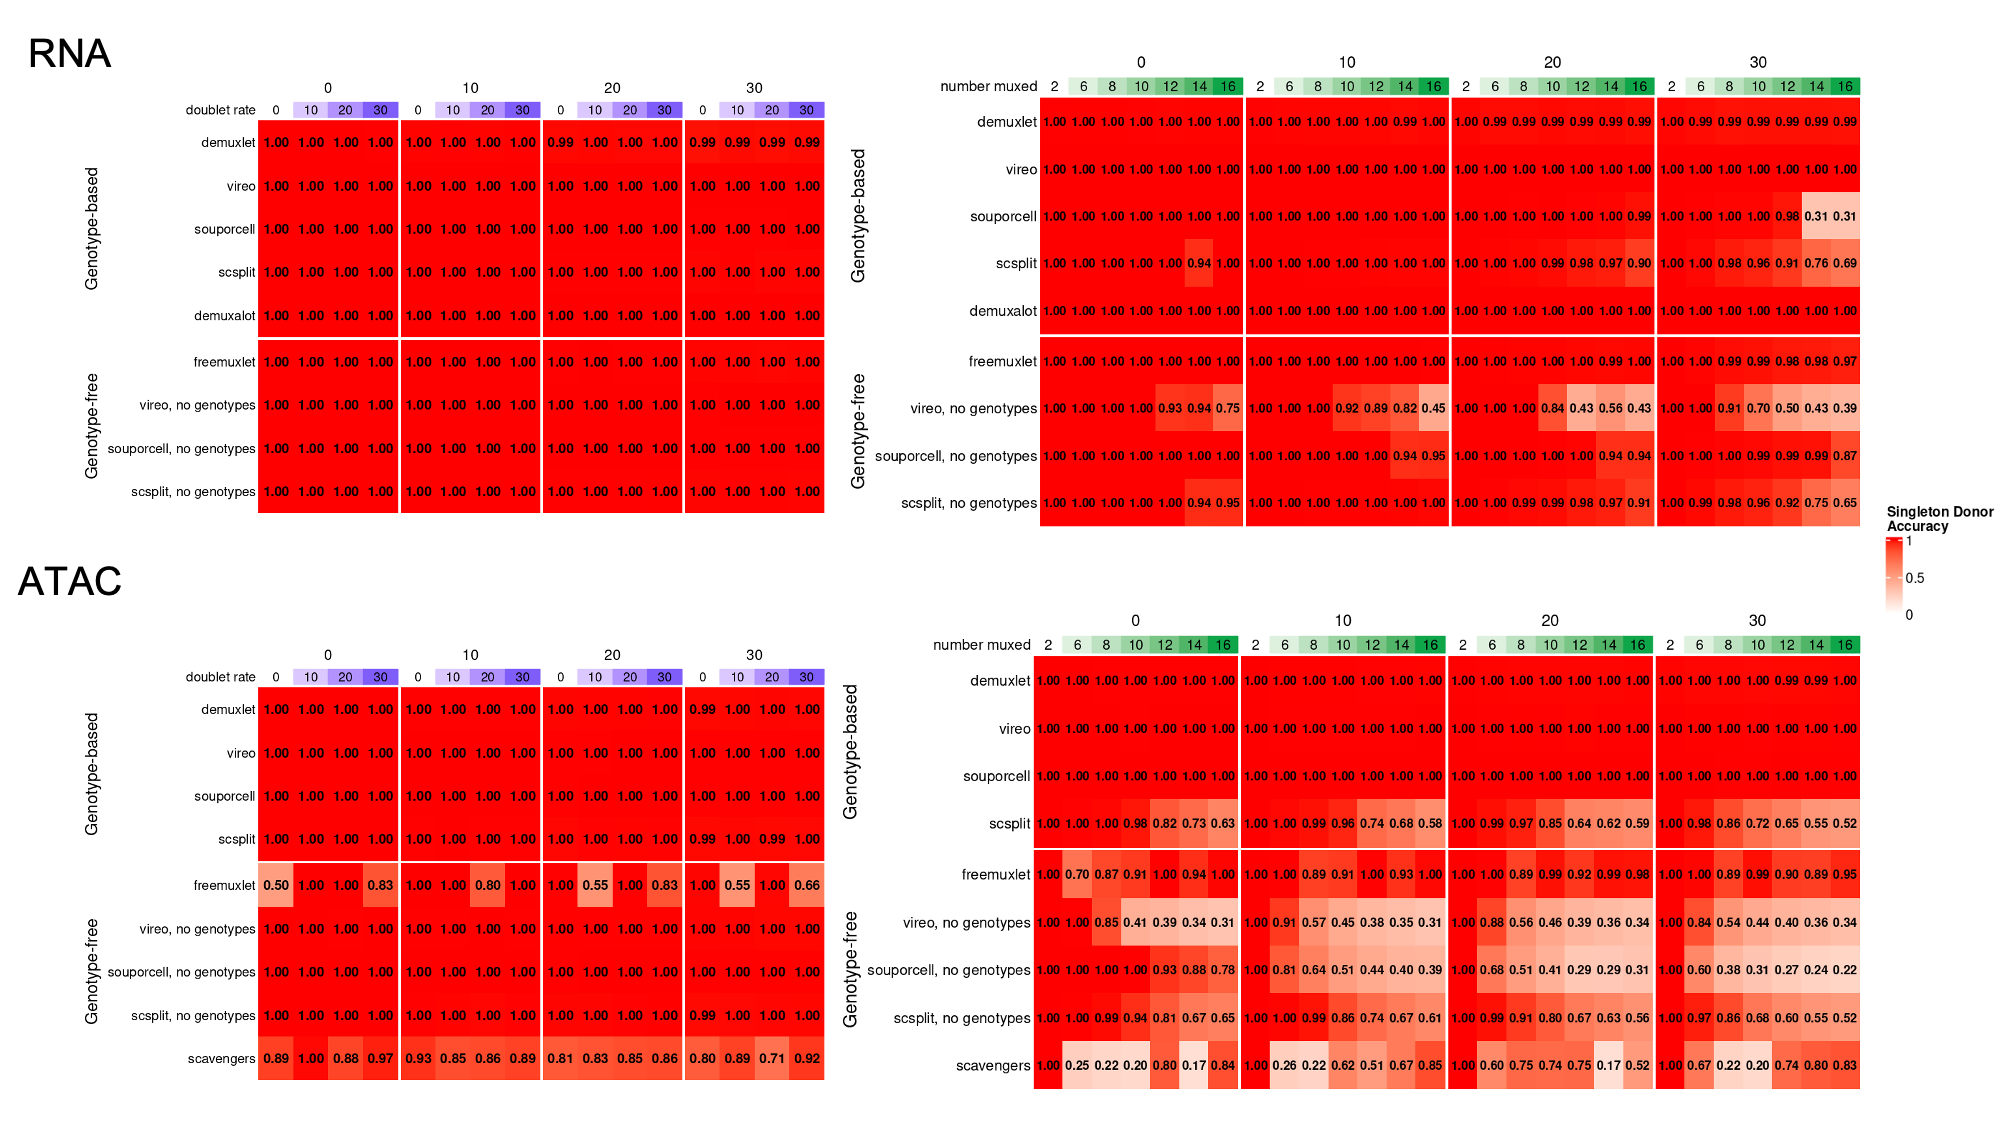 RNA
0 10 20 30
doublet rate 0 10 20 30 0 10 20 30 0 10 20 30 0 10 20 30
Genotype-based
demuxlet 1.00 1.00 1.00 1.00 1.00 1.00 1.00 1.00 0.99 1.00 1.00 1.00 0.99 0.99 0.99 0.99
vireo 1.00 1.00 1.00 1.00 1.00 1.00 1.00 1.00 1.00 1.00 1.00 1.00 1.00 1.00 1.00 1.00
souporcell 1.00 1.00 1.00 1.00 1.00 1.00 1.00 1.00 1.00 1.00 1.00 1.00 1.00 1.00 1.00 1.00
scsplit 1.00 1.00 1.00 1.00 1.00 1.00 1.00 1.00 1.00 1.00 1.00 1.00 1.00 1.00 1.00 1.00
demuxalot 1.00 1.00 1.00 1.00 1.00 1.00 1.00 1.00 1.00 1.00 1.00 1.00 1.00 1.00 1.00 1.00
Genotype-free
freemuxlet 1.00 1.00 1.00 1.00 1.00 1.00 1.00 1.00 1.00 1.00 1.00 1.00 1.00 1.00 1.00 1.00
vireo, no genotypes 1.00 1.00 1.00 1.00 1.00 1.00 1.00 1.00 1.00 1.00 1.00 1.00 1.00 1.00 1.00 1.00
souporcell, no genotypes 1.00 1.00 1.00 1.00 1.00 1.00 1.00 1.00 1.00 1.00 1.00 1.00 1.00 1.00 1.00 1.00
scsplit, no genotypes 1.00 1.00 1.00 1.00 1.00 1.00 1.00 1.00 1.00 1.00 1.00 1.00 1.00 1.00 1.00 1.00
0 10 20 30
number muxed 2 6 8 10 12 14 16 2 6 8 10 12 14 16 2 6 8 10 12 14 16 2 6 8 10 12 14 16
Genotype-based
demuxlet 1.00 1.00 1.00 1.00 1.00 1.00 1.00 1.00 1.00 1.00 1.00 1.00 0.99 1.00 1.00 0.99 0.99 0.99 0.99 0.99 0.99 1.00 0.99 0.99 0.99 0.99 0.99 0.99
vireo 1.00 1.00 1.00 1.00 1.00 1.00 1.00 1.00 1.00 1.00 1.00 1.00 1.00 1.00 1.00 1.00 1.00 1.00 1.00 1.00 1.00 1.00 1.00 1.00 1.00 1.00 1.00 1.00
souporcell 1.00 1.00 1.00 1.00 1.00 1.00 1.00 1.00 1.00 1.00 1.00 1.00 1.00 1.00 1.00 1.00 1.00 1.00 1.00 1.00 0.99 1.00 1.00 1.00 1.00 0.98 0.31 0.31
scsplit 1.00 1.00 1.00 1.00 1.00 0.94 1.00 1.00 1.00 1.00 1.00 1.00 1.00 1.00 1.00 1.00 1.00 0.99 0.98 0.97 0.90 1.00 1.00 0.98 0.96 0.91 0.76 0.69
demuxalot 1.00 1.00 1.00 1.00 1.00 1.00 1.00 1.00 1.00 1.00 1.00 1.00 1.00 1.00 1.00 1.00 1.00 1.00 1.00 1.00 1.00 1.00 1.00 1.00 1.00 1.00 1.00 1.00
Genotype-free
freemuxlet 1.00 1.00 1.00 1.00 1.00 1.00 1.00 1.00 1.00 1.00 1.00 1.00 1.00 1.00 1.00 1.00 1.00 1.00 1.00 0.99 1.00 1.00 1.00 0.99 0.99 0.98 0.98 0.97
vireo, no genotypes 1.00 1.00 1.00 1.00 0.93 0.94 0.75 1.00 1.00 1.00 0.92 0.89 0.82 0.45 1.00 1.00 1.00 0.84 0.43 0.56 0.43 1.00 1.00 0.91 0.70 0.50 0.43 0.39
souporcell, no genotypes 1.00 1.00 1.00 1.00 1.00 1.00 1.00 1.00 1.00 1.00 1.00 1.00 0.94 0.95 1.00 1.00 1.00 1.00 1.00 0.94 0.94 1.00 1.00 1.00 0.99 0.99 0.99 0.87
scsplit, no genotypes 1.00 1.00 1.00 1.00 1.00 0.94 0.95 1.00 1.00 1.00 1.00 1.00 1.00 1.00 1.00 1.00 0.99 0.99 0.98 0.97 0.91 1.00 0.99 0.98 0.96 0.92 0.75 0.65
Singleton Donor
Accuracy
1
0.5
0
ATAC
0 10 20 30
doublet rate 0 10 20 30 0 10 20 30 0 10 20 30 0 10 20 30
Genotype-based
demuxlet 1.00 1.00 1.00 1.00 0.99 1.00 1.00 1.00 1.00 1.00 1.00 1.00 0.99 1.00 1.00 1.00
vireo 1.00 1.00 1.00 1.00 1.00 1.00 1.00 1.00 1.00 1.00 1.00 1.00 1.00 1.00 1.00 1.00
souporcell 1.00 1.00 1.00 1.00 1.00 1.00 1.00 1.00 1.00 1.00 1.00 1.00 1.00 1.00 1.00 1.00
scsplit 1.00 1.00 1.00 1.00 1.00 1.00 1.00 1.00 1.00 1.00 1.00 1.00 0.99 1.00 0.99 1.00
Genotype-free
freemuxlet 0.50 1.00 1.00 0.83 1.00 1.00 0.80 1.00 1.00 0.55 1.00 0.83 1.00 0.55 1.00 0.66
vireo, no genotypes 1.00 1.00 1.00 1.00 1.00 1.00 1.00 1.00 1.00 1.00 1.00 1.00 1.00 1.00 1.00 1.00
souporcell, no genotypes 1.00 1.00 1.00 1.00 1.00 1.00 1.00 1.00 1.00 1.00 1.00 1.00 1.00 1.00 1.00 1.00
scsplit, no genotypes 1.00 1.00 1.00 1.00 1.00 1.00 1.00 1.00 1.00 1.00 1.00 1.00 0.99 1.00 1.00 1.00
scavengers 0.89 1.00 0.88 0.97 0.93 0.85 0.86 0.89 0.81 0.83 0.85 0.86 0.80 0.89 0.71 0.92
0 10 20 30
number muxed 2 6 8 10 12 14 16 2 6 8 10 12 14 16 2 6 8 10 12 14 16 2 6 8 10 12 14 16
Genotype-based
demuxlet 1.00 1.00 1.00 1.00 1.00 1.00 1.00 1.00 1.00 1.00 1.00 1.00 1.00 1.00 1.00 1.00 1.00 1.00 1.00 1.00 1.00 1.00 1.00 1.00 1.00 0.99 0.99 1.00
vireo 1.00 1.00 1.00 1.00 1.00 1.00 1.00 1.00 1.00 1.00 1.00 1.00 1.00 1.00 1.00 1.00 1.00 1.00 1.00 1.00 1.00 1.00 1.00 1.00 1.00 1.00 1.00 1.00
souporcell 1.00 1.00 1.00 1.00 1.00 1.00 1.00 1.00 1.00 1.00 1.00 1.00 1.00 1.00 1.00 1.00 1.00 1.00 1.00 1.00 1.00 1.00 1.00 1.00 1.00 1.00 1.00 1.00
scsplit 1.00 1.00 1.00 0.98 0.82 0.73 0.63 1.00 1.00 0.99 0.96 0.74 0.68 0.58 1.00 0.99 0.97 0.85 0.64 0.62 0.59 1.00 0.98 0.86 0.72 0.65 0.55 0.52
Genotype-free
freemuxlet 1.00 0.70 0.87 0.91 1.00 0.94 1.00 1.00 1.00 0.89 0.91 1.00 0.93 1.00 1.00 1.00 0.89 0.99 0.92 0.99 0.98 1.00 1.00 0.89 0.99 0.90 0.89 0.95
vireo, no genotypes 1.00 1.00 0.85 0.41 0.39 0.34 0.31 1.00 0.91 0.57 0.45 0.38 0.35 0.31 1.00 0.88 0.56 0.46 0.39 0.36 0.34 1.00 0.84 0.54 0.44 0.40 0.36 0.34
souporcell, no genotypes 1.00 1.00 1.00 1.00 0.93 0.88 0.78 1.00 0.81 0.64 0.51 0.44 0.40 0.39 1.00 0.68 0.51 0.41 0.29 0.29 0.31 1.00 0.60 0.38 0.31 0.27 0.24 0.22
scsplit, no genotypes 1.00 1.00 0.99 0.94 0.81 0.67 0.65 1.00 1.00 0.99 0.86 0.74 0.67 0.61 1.00 0.99 0.91 0.80 0.67 0.63 0.56 1.00 0.97 0.86 0.68 0.60 0.55 0.52
scavengers 1.00 0.25 0.22 0.20 0.80 0.17 0.84 1.00 0.26 0.22 0.62 0.51 0.67 0.85 1.00 0.60 0.75 0.74 0.75 0.17 0.52 1.00 0.67 0.22 0.20 0.74 0.80 0.83